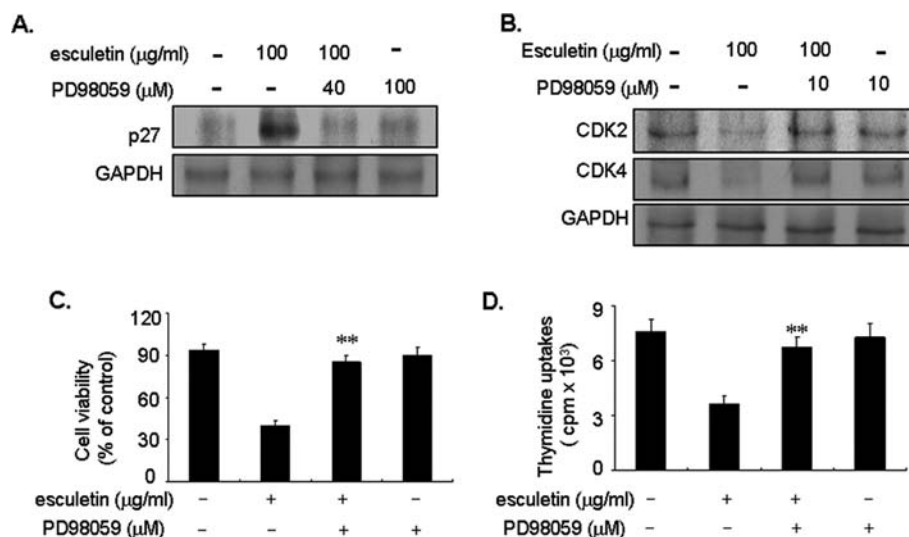 A.
esculetin (µg/ml) - 100 100 -
PD98059 (µM) - - 40 100
p27
GAPDH
B.
Esculetin (µg/ml) - 100 100 -
PD98059 (µM) - - 10 10
CDK2
CDK4
GAPDH
C.
Cell viability
(% of control)
120
90
60
30
0
**
esculetin (µg/ml) - + + -
PD98059 (µM) - - + +
D.
Thymidine uptakes
( cpm x 10³)
9
6
3
0
**
esculetin (µg/ml) - + + -
PD98059 (µM) - - + +